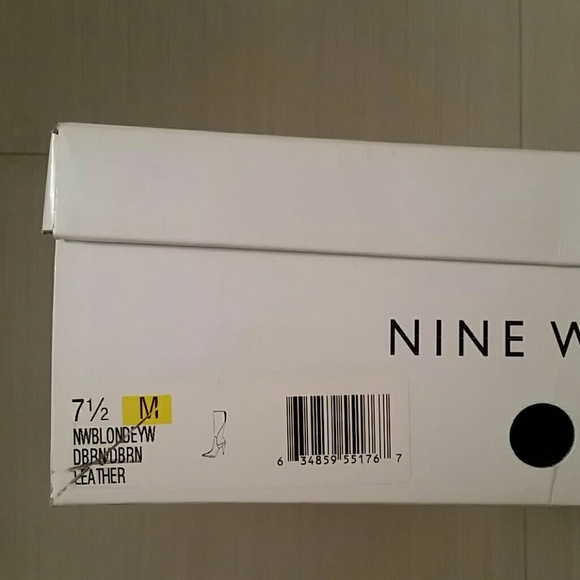 NINE W
7½ M
NWBLONDEYW
DBRN/DBRN
LEATHER
6 34859 55176 7